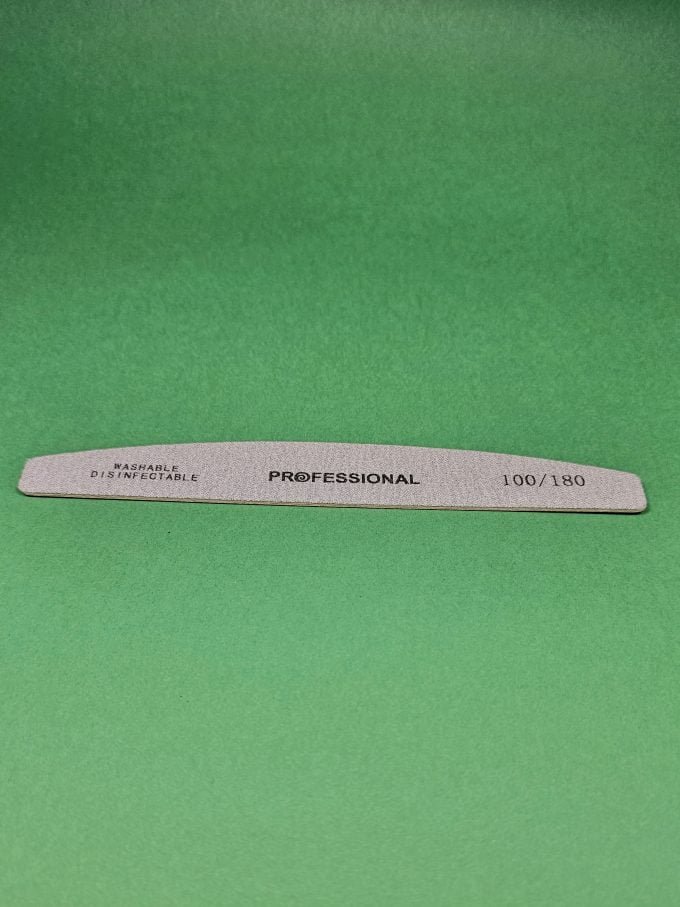 WASHABLE
DISINFECTABLE
PROFESSIONAL
100/180